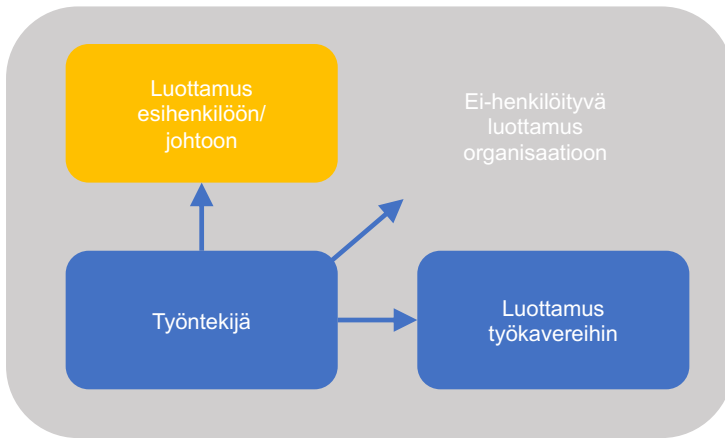 Luottamus
esihenkilöön/
johtoon
Ei-henkilöityvä
luottamus
organisaatioon
Työntekijä
Luottamus
työkavereihin